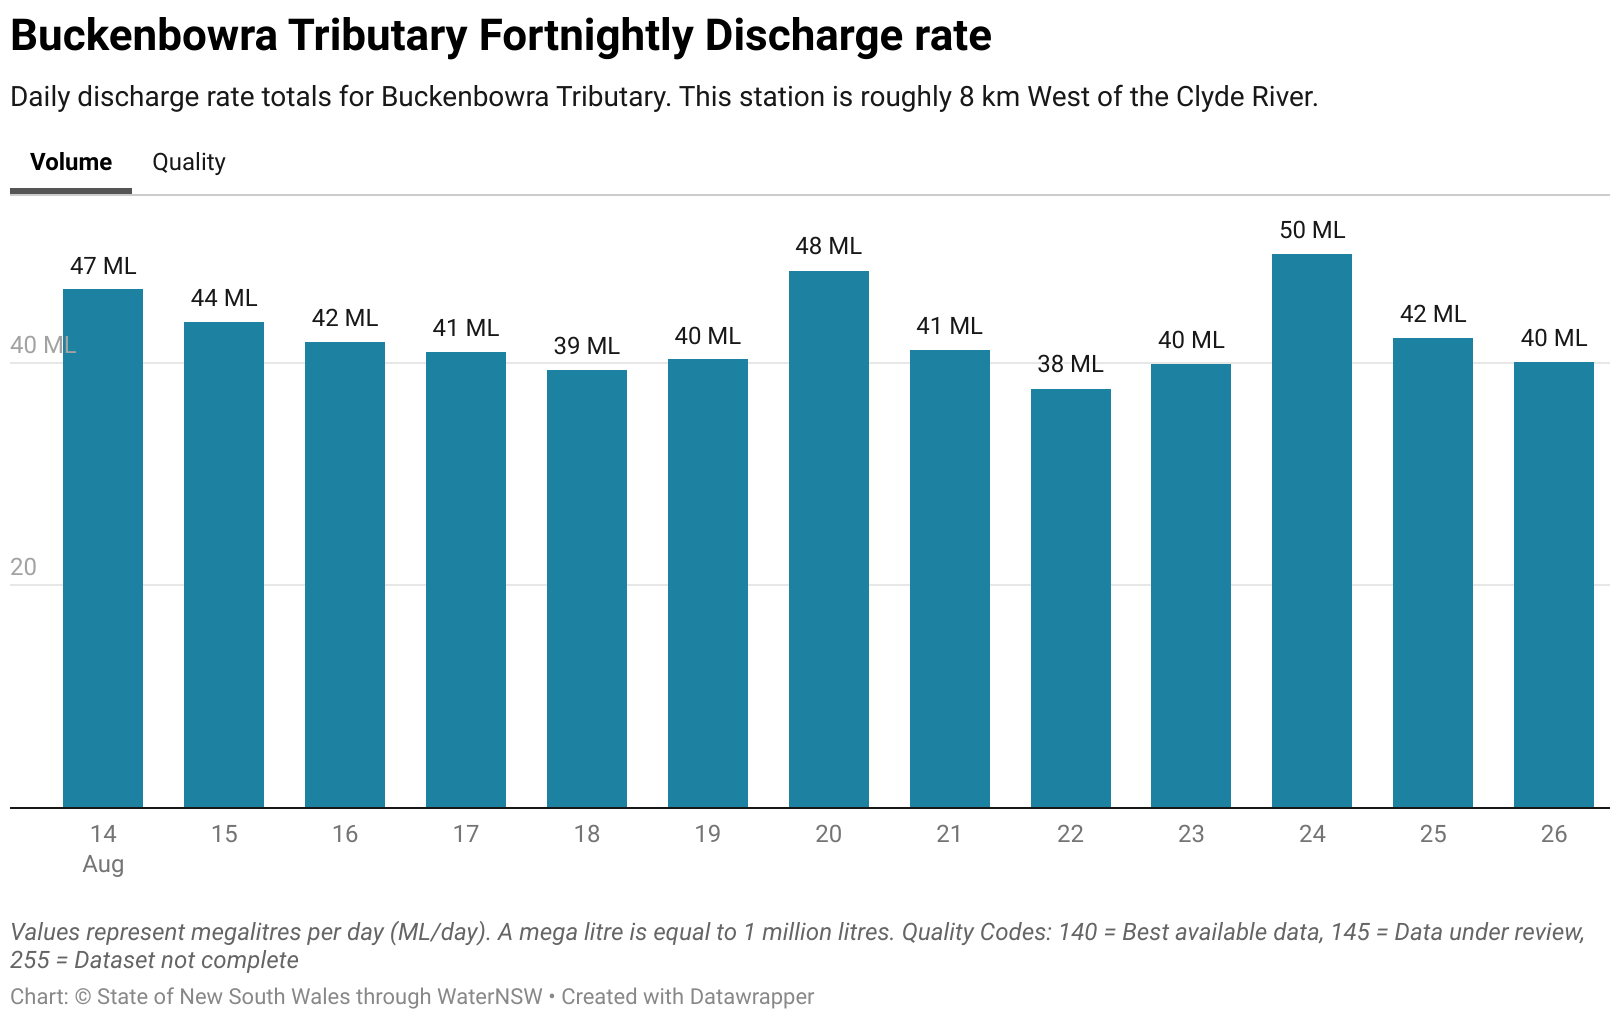 Buckenbowra Tributary Fortnightly Discharge rate
Daily discharge rate totals for Buckenbowra Tributary. This station is roughly 8 km West of the Clyde River.
Volume Quality
50 ML
48 ML
47 ML
44 ML
42 ML
42 ML
41 ML
41 ML
40 ML
40 ML
40 ML
39 ML
40 ML
38 ML
20
14 15 16 17 18 19 20 21 22 23 24 25 26
Aug
Values represent megalitres per day (ML/day). A mega litre is equal to 1 million litres. Quality Codes: 140 = Best available data, 145 = Data under review,
255 = Dataset not complete
Chart: © State of New South Wales through WaterNSW • Created with Datawrapper